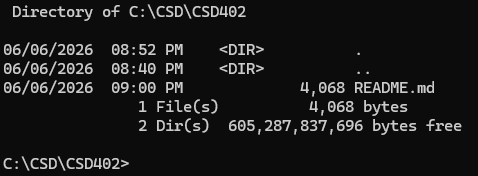 Directory of C:\CSD\CSD402
06/06/2026  08:52 PM    <DIR>          .
06/06/2026  08:40 PM    <DIR>          ..
06/06/2026  09:00 PM             4,068 README.md
               1 File(s)          4,068 bytes
               2 Dir(s)  605,287,837,696 bytes free
C:\CSD\CSD402>